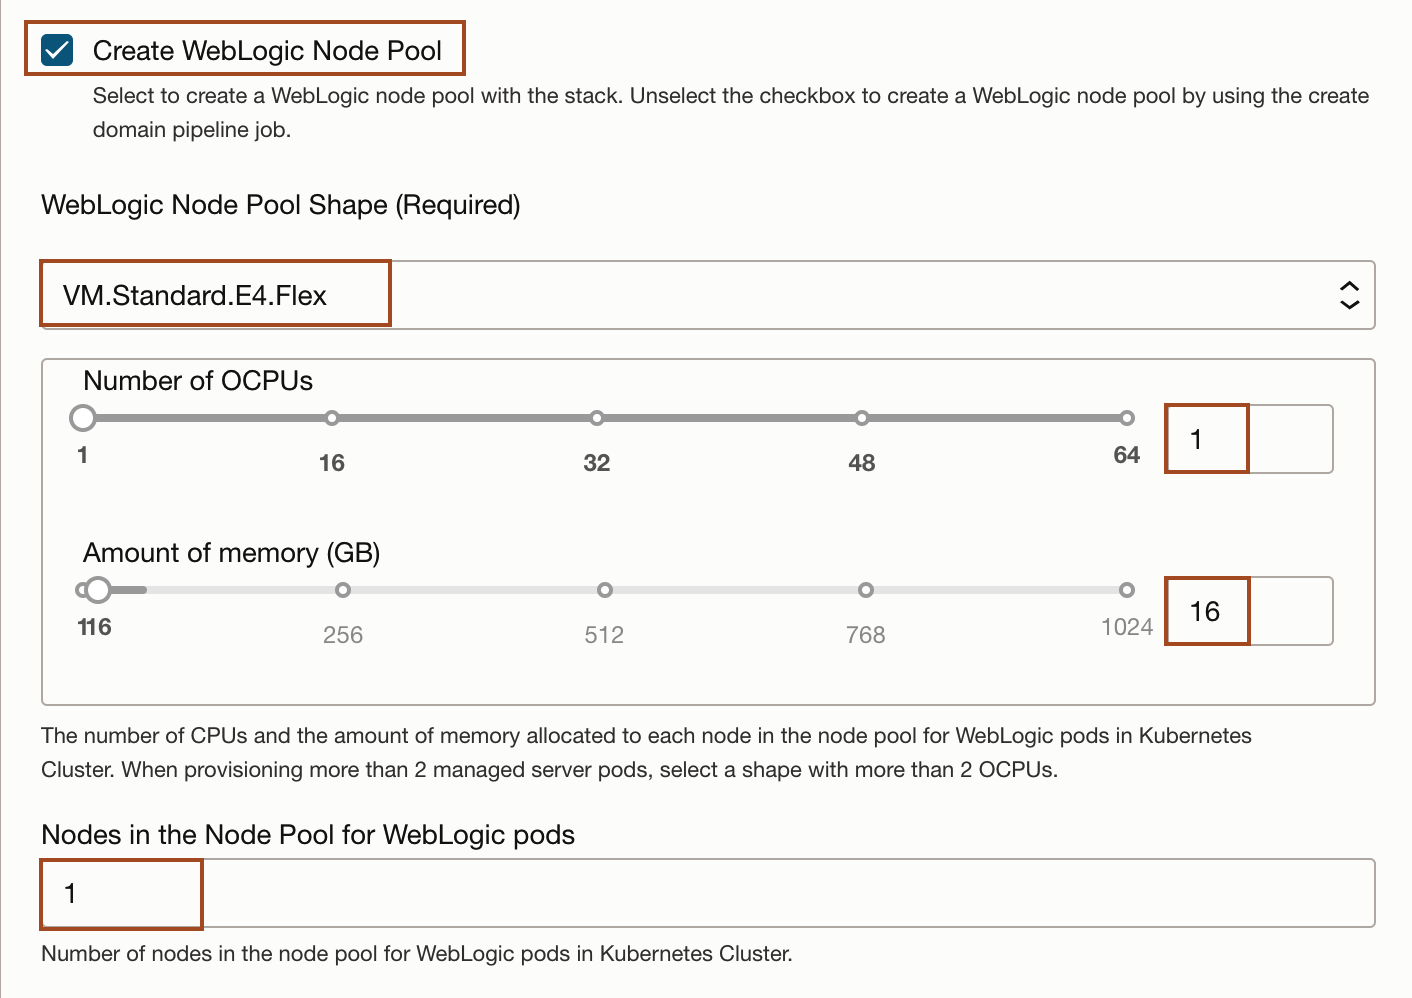 Create WebLogic Node Pool
Select to create a WebLogic node pool with the stack. Unselect the checkbox to create a WebLogic node pool by using the create
domain pipeline job.
WebLogic Node Pool Shape (Required)
VM.Standard.E4.Flex
Number of OCPUs
1 16 32 48 64
1
Amount of memory (GB)
116 256 512 768 1024
16
The number of CPUs and the amount of memory allocated to each node in the node pool for WebLogic pods in Kubernetes
Cluster. When provisioning more than 2 managed server pods, select a shape with more than 2 OCPUs.
Nodes in the Node Pool for WebLogic pods
1
Number of nodes in the node pool for WebLogic pods in Kubernetes Cluster.